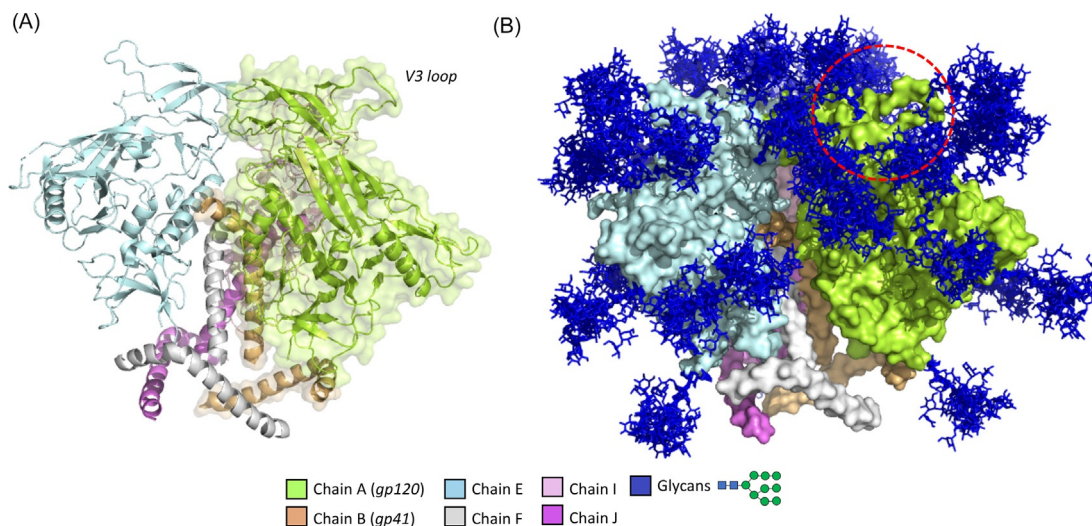 (A)
(B)
V3 loop
Chain A (gp120)
Chain E
Chain I
Glycans
Chain B (gp41)
Chain F
Chain J